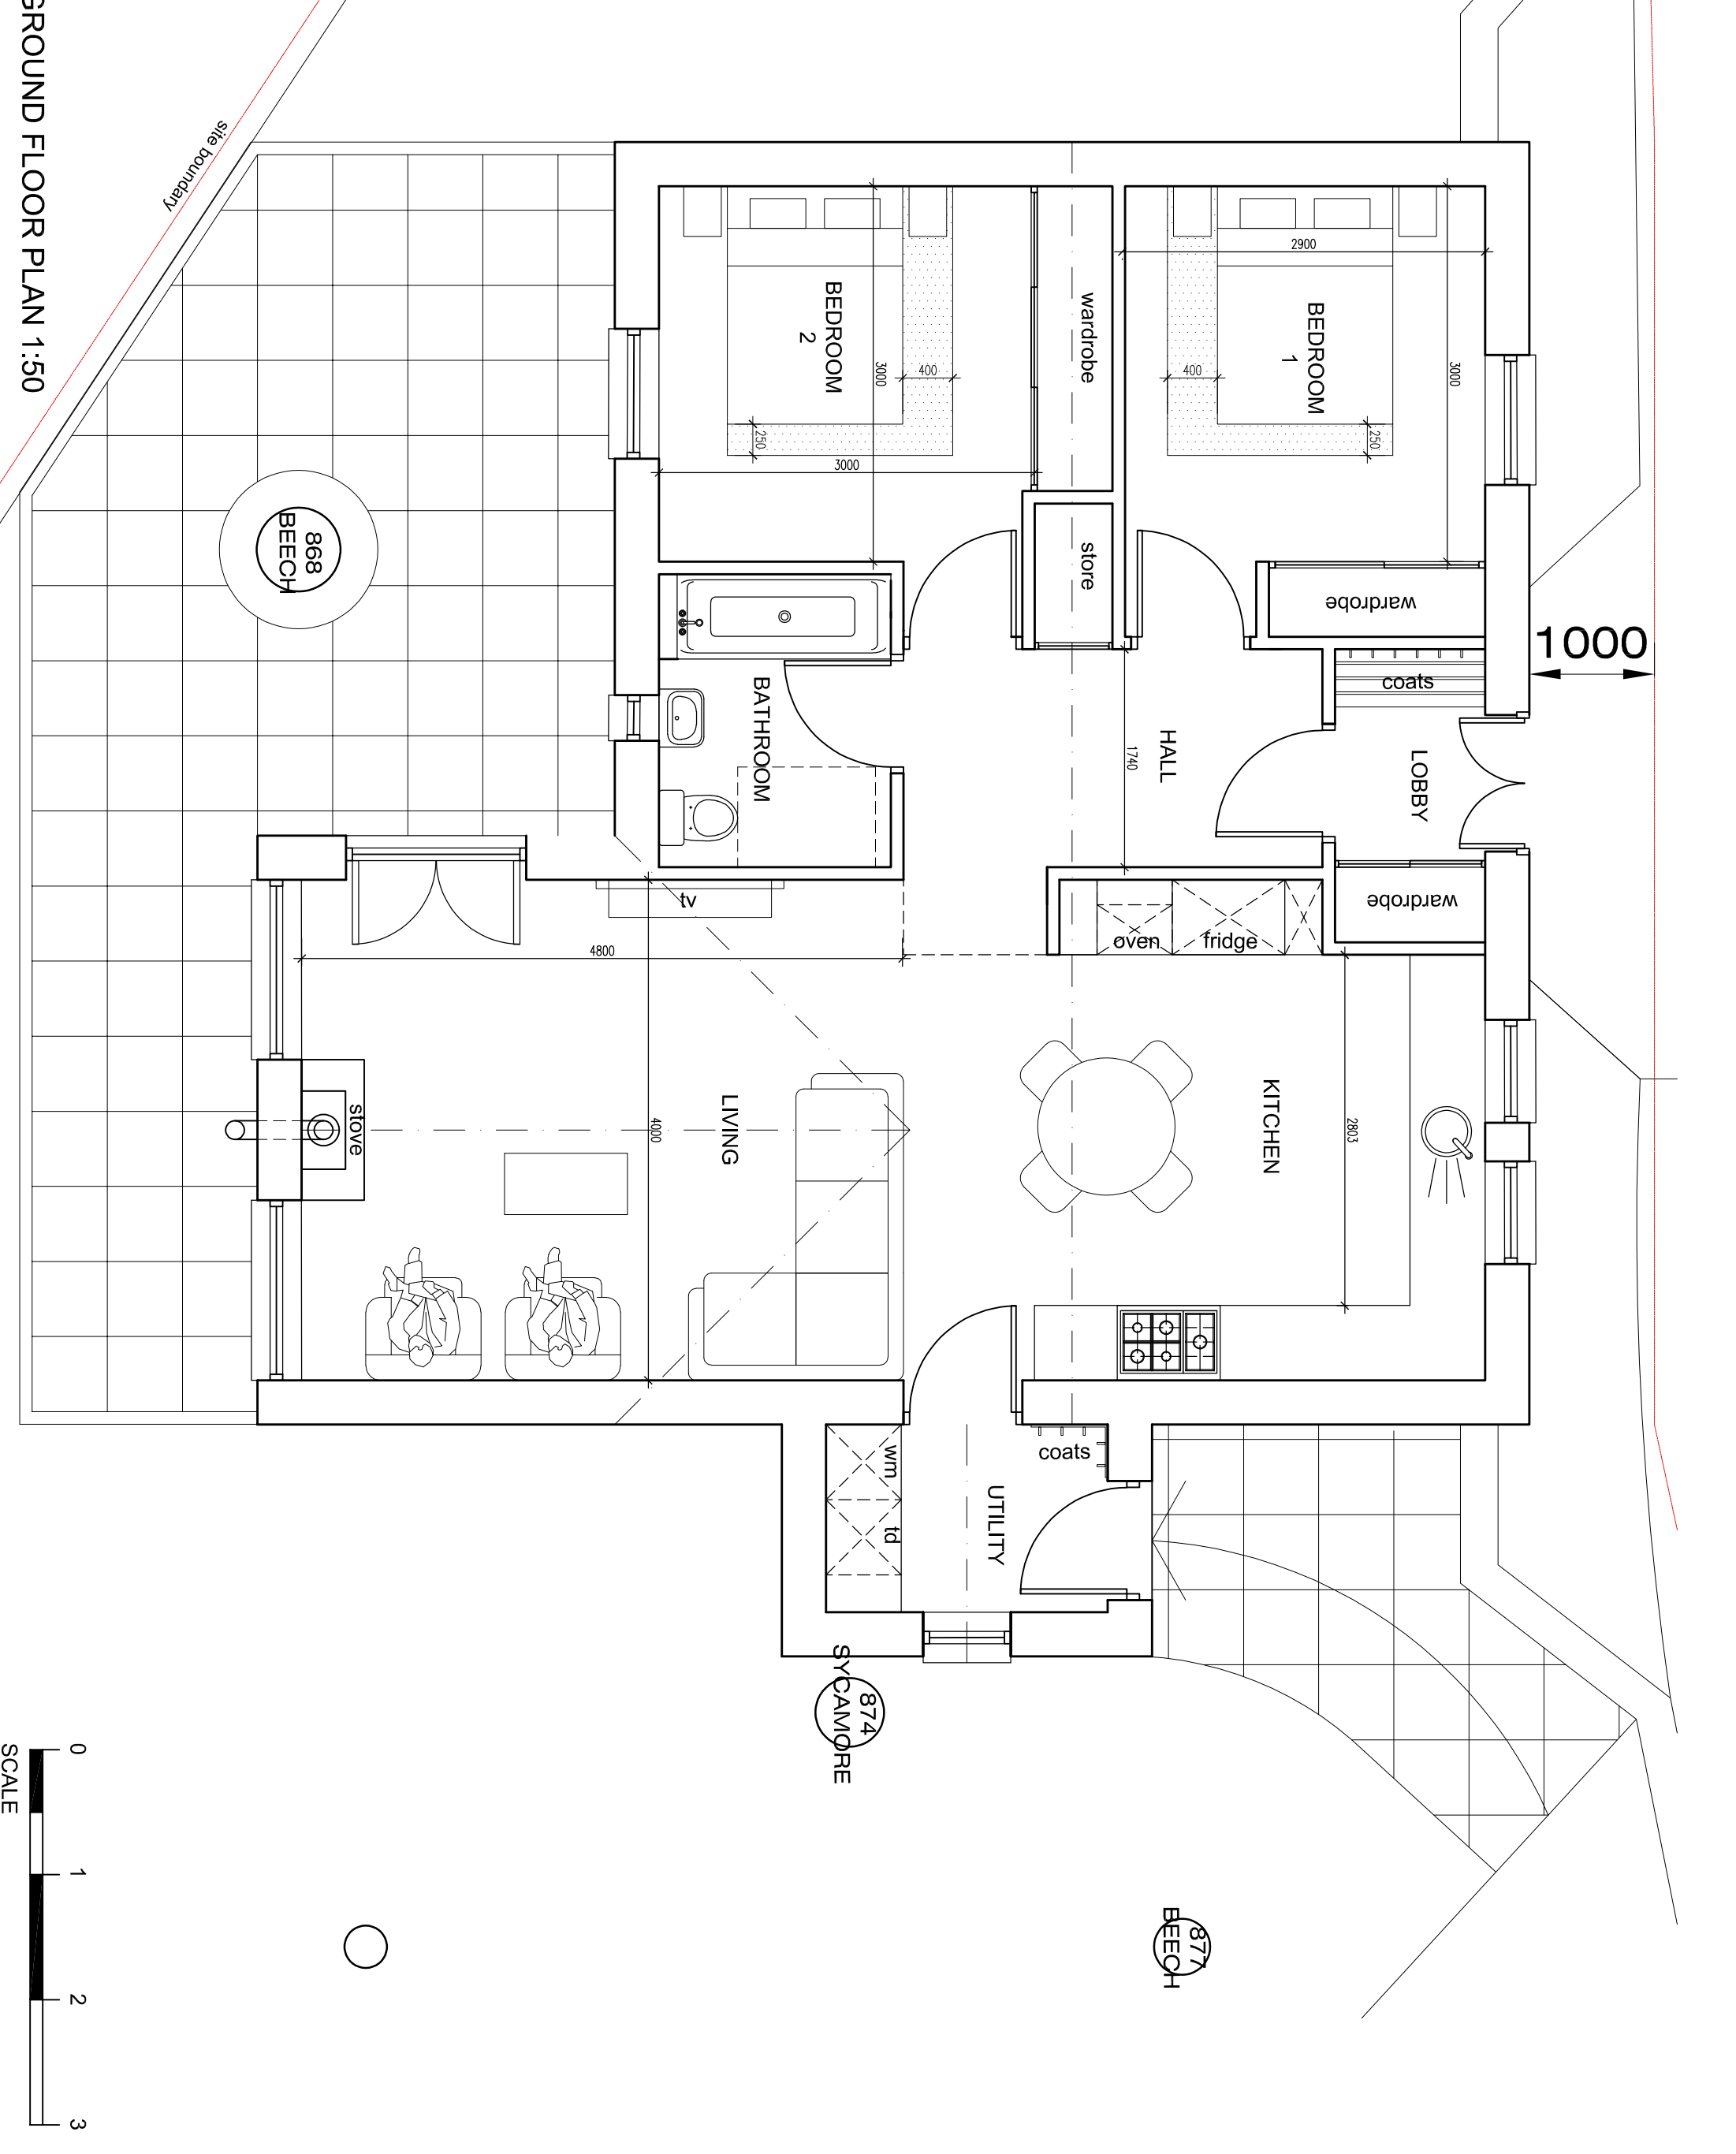 GROUND FLOOR PLAN 1:50
site boundary
BEDROOM
1
2900
3000
400
250
wardrobe
BEDROOM
2
3000
400
250
3000
wardrobe
store
wardrobe
coats
1000
LOBBY
HALL
1740
BATHROOM
868
BEECH
tv
oven
fridge
4800
KITCHEN
2803
LIVING
4000
stove
coats
UTILITY
wm
td
874
SYCAMORE
877
BEECH
0
1
2
3
SCALE